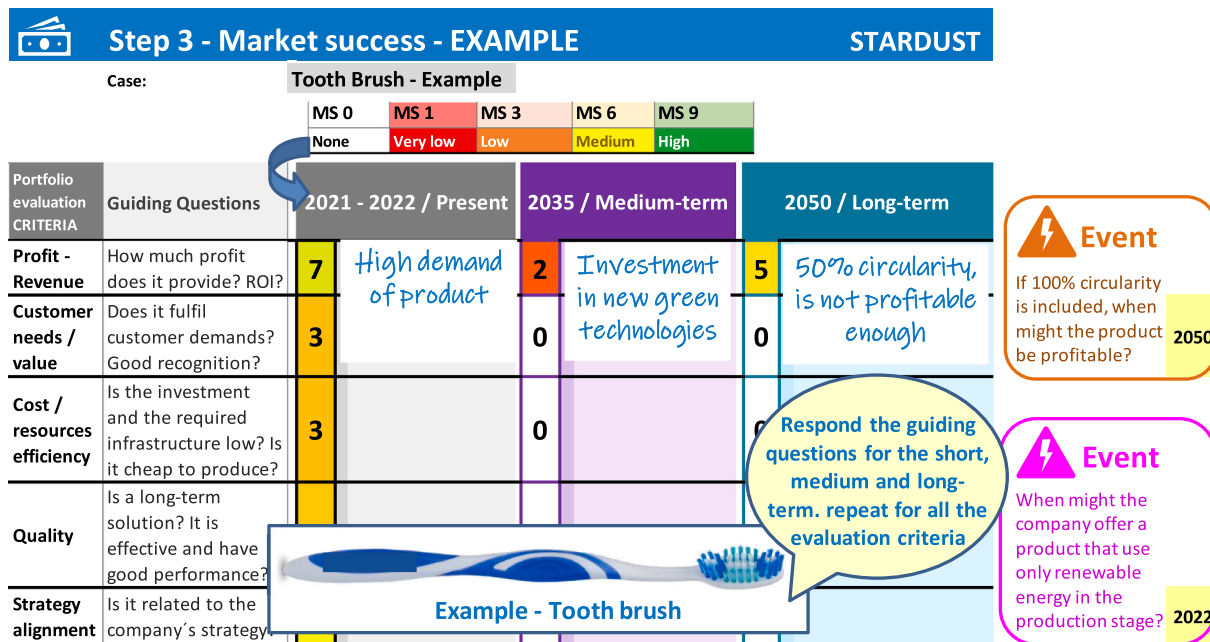 Step 3 - Market success - EXAMPLE
STARDUST
Case:
Tooth Brush - Example
MS 0 MS 1 MS 3 MS 6 MS 9
None Very low Low Medium High
Portfolio
evaluation
CRITERIA
Guiding Questions
2021 - 2022 / Present
2035 / Medium-term
2050 / Long-term
Profit -
Revenue
How much profit
does it provide? ROI?
7
High demand
of product
2
Investment
in new green
technologies
5
50% circularity,
is not profitable
enough
Customer
needs /
value
Does it fulfil
customer demands?
Good recognition?
3
0
0
Cost /
resources
efficiency
Is the investment
and the required
infrastructure low? Is
it cheap to produce?
3
0
Quality
Is a long-term
solution? It is
effective and have
good performance?
Strategy
alignment
Is it related to the
company´s strategy
Example - Tooth brush
Respond the guiding
questions for the short,
medium and long-
term. repeat for all the
evaluation criteria
Event
If 100% circularity
is included, when
might the product
be profitable?
2050
Event
When might the
company offer a
product that use
only renewable
energy in the
production stage?
2022